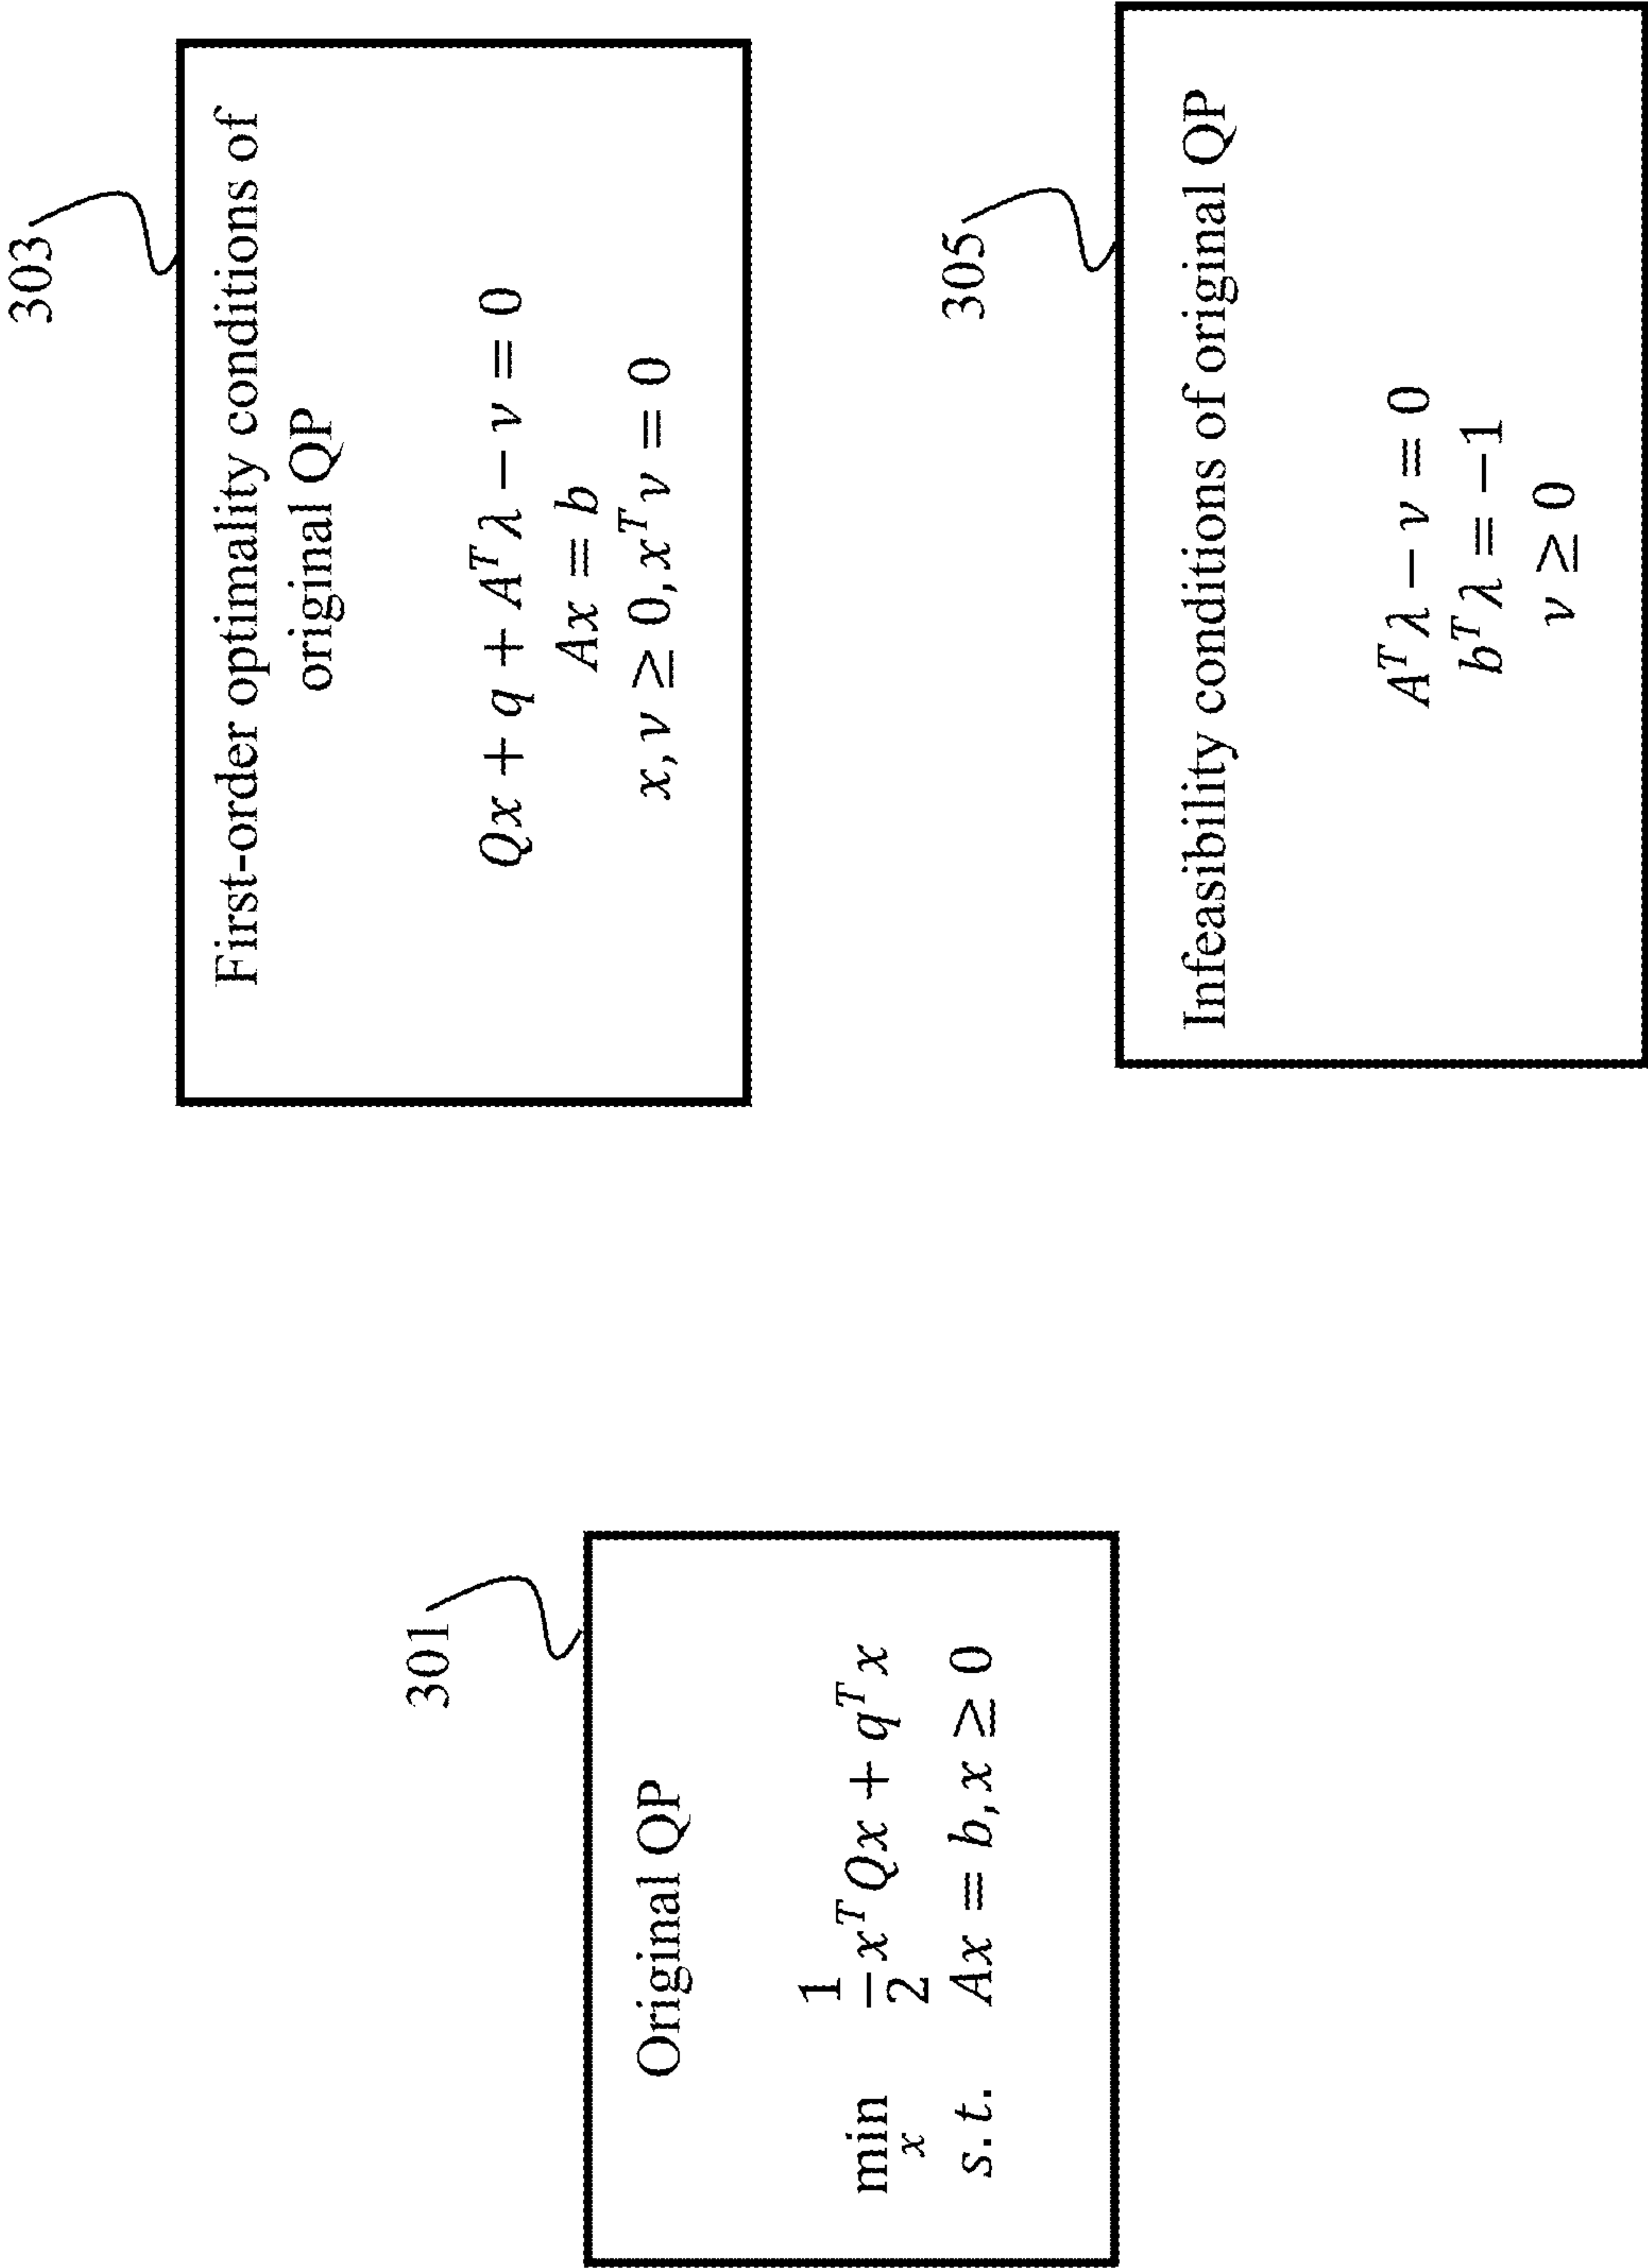 301
Original QP
min_x 1/2 x^T Qx + q^T x
s.t. Ax = b, x ≥ 0
303
First-order optimality conditions of
original QP
Qx + q + A^T λ − ν = 0
Ax = b
x, ν ≥ 0, x^T ν = 0
305
Infeasibility conditions of original QP
A^T λ − ν = 0
b^T λ = −1
ν ≥ 0